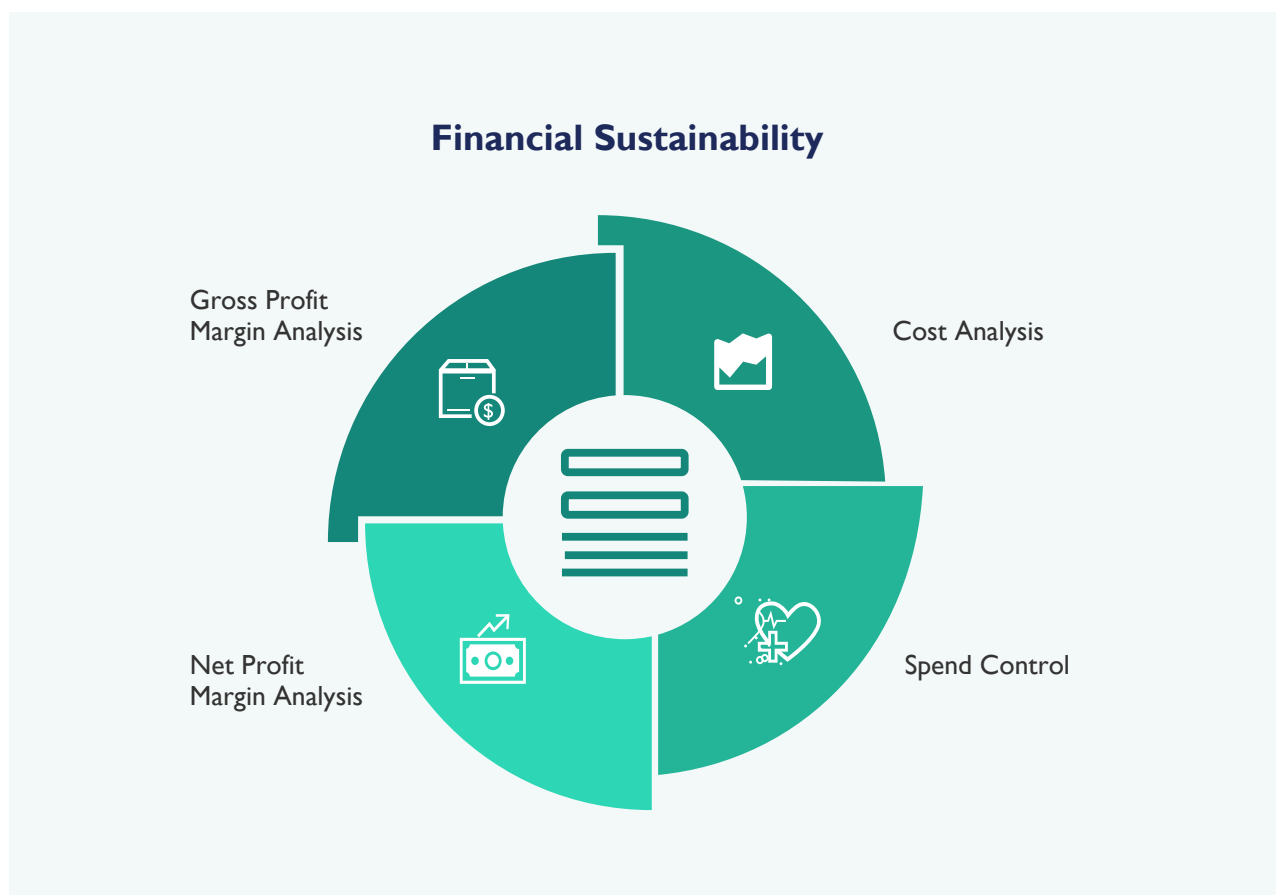 Financial Sustainability
Gross Profit
Margin Analysis
Cost Analysis
$
Net Profit
Margin Analysis
Spend Control